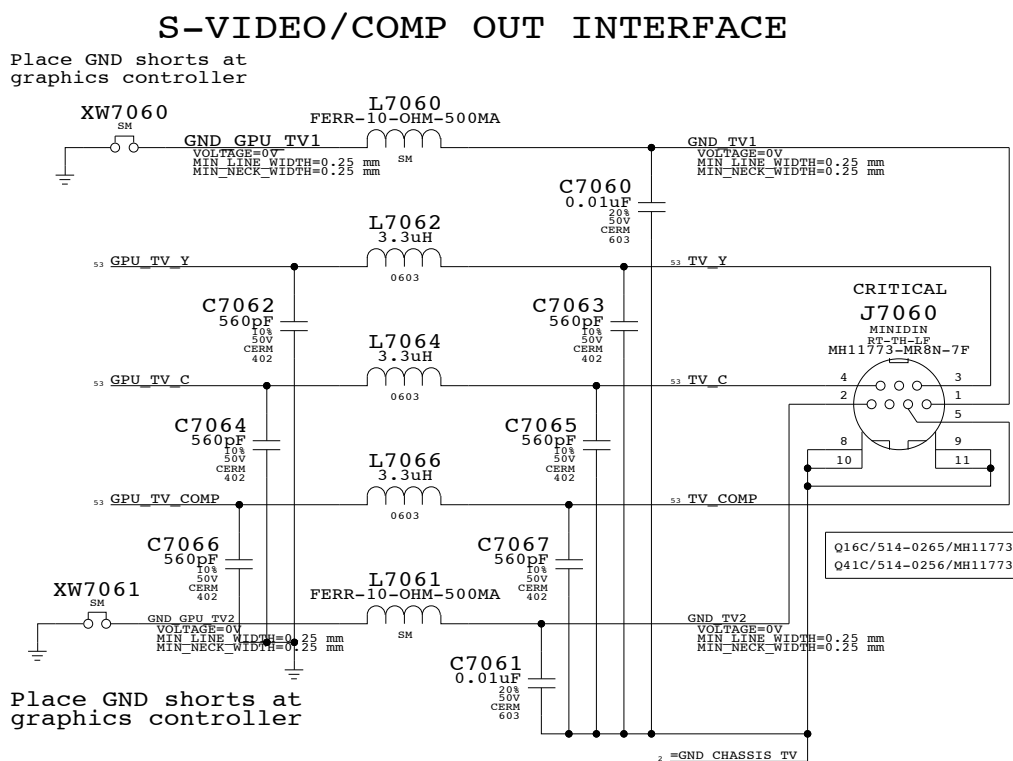 S-VIDEO/COMP OUT INTERFACE
Place GND shorts at
graphics controller
XW7060
SM
GND_GPU_TV1
VOLTAGE=0V
MIN_LINE_WIDTH=0.25 mm
MIN_NECK_WIDTH=0.25 mm
L7060
FERR-10-OHM-500MA
SM
GND_TV1
VOLTAGE=0V
MIN_LINE_WIDTH=0.25 mm
MIN_NECK_WIDTH=0.25 mm
C7060
0.01uF
20%
50V
CERM
603
L7062
3.3uH
0603
53 GPU_TV_Y
53 TV_Y
C7062
560pF
10%
50V
CERM
402
C7063
560pF
10%
50V
CERM
402
CRITICAL
J7060
MINIDIN
RT-TH-LF
MH11773-MR8N-7F
L7064
3.3uH
0603
53 GPU_TV_C
53 TV_C
4
3
2
1
5
8
9
10
11
C7064
560pF
10%
50V
CERM
402
C7065
560pF
10%
50V
CERM
402
L7066
3.3uH
0603
53 GPU_TV_COMP
53 TV_COMP
C7066
560pF
10%
50V
CERM
402
C7067
560pF
10%
50V
CERM
402
Q16C/514-0265/MH11773
Q41C/514-0256/MH11773
XW7061
SM
GND_GPU_TV2
VOLTAGE=0V
MIN_LINE_WIDTH=0.25 mm
MIN_NECK_WIDTH=0.25 mm
L7061
FERR-10-OHM-500MA
SM
GND_TV2
VOLTAGE=0V
MIN_LINE_WIDTH=0.25 mm
MIN_NECK_WIDTH=0.25 mm
C7061
0.01uF
20%
50V
CERM
603
Place GND shorts at
graphics controller
2 =GND_CHASSIS_TV